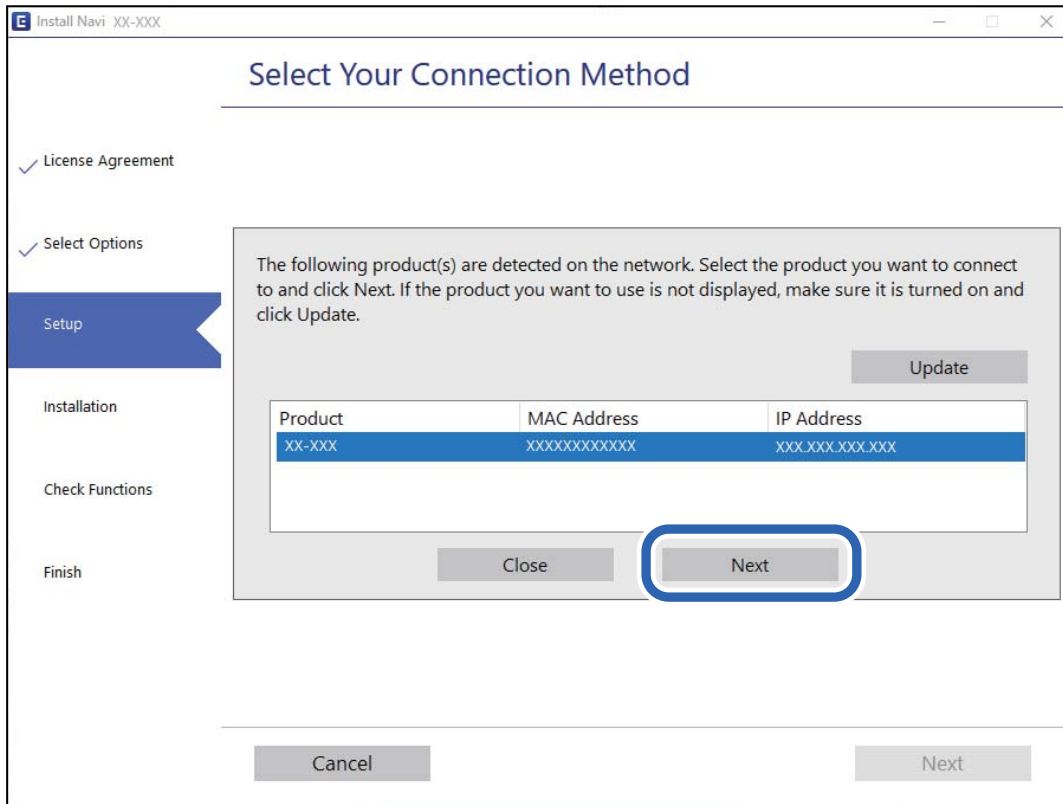 E Install Navi XX-XXX
Select Your Connection Method
License Agreement
Select Options
Setup
Installation
Check Functions
Finish
The following product(s) are detected on the network. Select the product you want to connect
to and click Next. If the product you want to use is not displayed, make sure it is turned on and
click Update.
Update
Product MAC Address IP Address
XX-XXX XXXXXXXXXXXX XXX.XXX.XXX.XXX
Close Next
Cancel Next